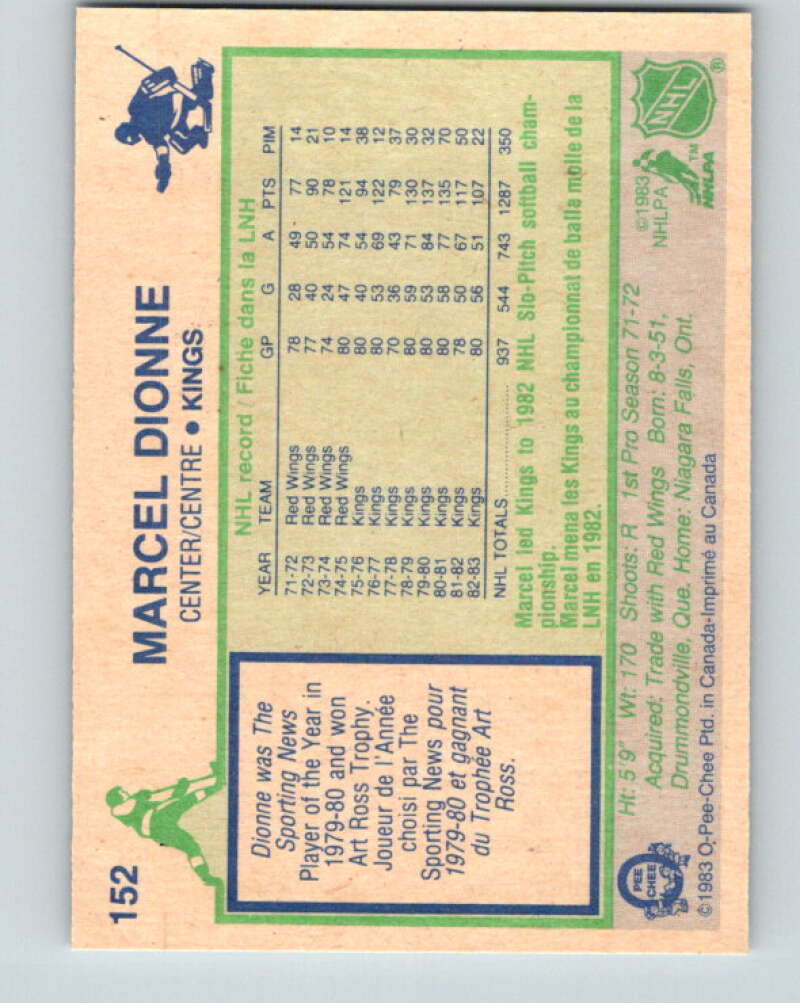 152
MARCEL DIONNE
CENTER/CENTRE • KINGS
Dionne was The
Sporting News
Player of the Year in
1979-80 and won
Art Ross Trophy.
Joueur de l'Année
choisi par The
Sporting News pour
1979-80 et gagnant
du Trophée Art
Ross.
NHL record / Fiche dans la LNH
YEAR TEAM GP G A PTS PIM
71-72 Red Wings 78 28 49 77 14
72-73 Red Wings 77 40 50 90 21
73-74 Red Wings 74 24 54 78 10
74-75 Red Wings 80 47 74 121 14
75-76 Kings 80 40 54 94 38
76-77 Kings 80 53 69 122 12
77-78 Kings 70 36 43 79 37
78-79 Kings 80 59 71 130 30
79-80 Kings 80 53 84 137 32
80-81 Kings 80 58 77 135 70
81-82 Kings 78 50 67 117 50
82-83 Kings 80 56 51 107 22
NHL TOTALS 937 544 743 1287 350
Marcel led Kings to 1982 NHL Slo-Pitch softball cham-
pionship.
Marcel mena les Kings au championnat de balla molle de la
LNH en 1982.
Ht: 5'9" Wt: 170 Shoots: R 1st Pro Season 71-72
Acquired: Trade with Red Wings Born: 8-3-51,
Drummondville, Que. Home: Niagara Falls, Ont.
©1983 O-Pee-Chee Ptd. in Canada-Imprimé au Canada
O
PEE
CHEE
©1983
NHLPA
NHLPA
TM
NHL
®